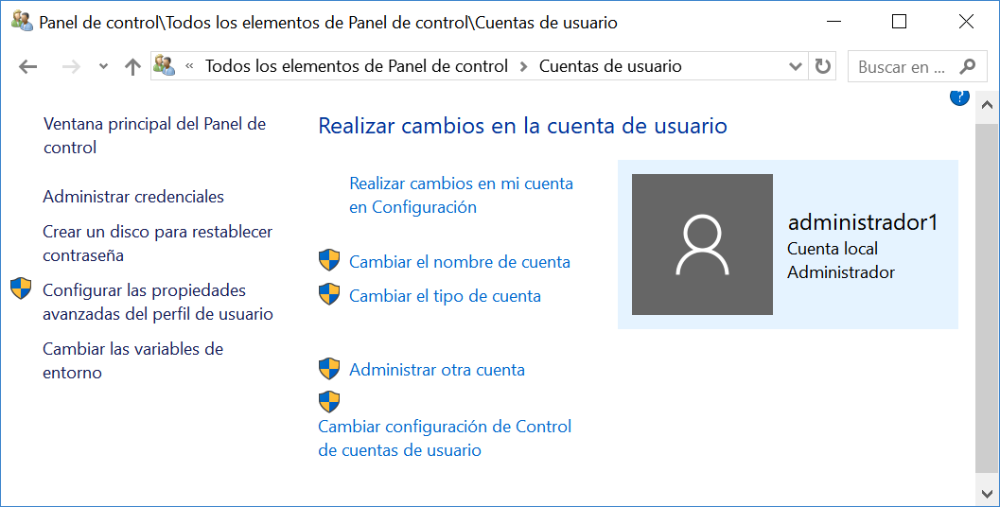 Panel de control\Todos los elementos de Panel de control\Cuentas de usuario
« Todos los elementos de Panel de control > Cuentas de usuario
Buscar en ...
?
Ventana principal del Panel de
control
Administrar credenciales
Crear un disco para restablecer
contraseña
Configurar las propiedades
avanzadas del perfil de usuario
Cambiar las variables de
entorno
Realizar cambios en la cuenta de usuario
Realizar cambios en mi cuenta
en Configuración
Cambiar el nombre de cuenta
Cambiar el tipo de cuenta
Administrar otra cuenta
Cambiar configuración de Control
de cuentas de usuario
administrador1
Cuenta local
Administrador